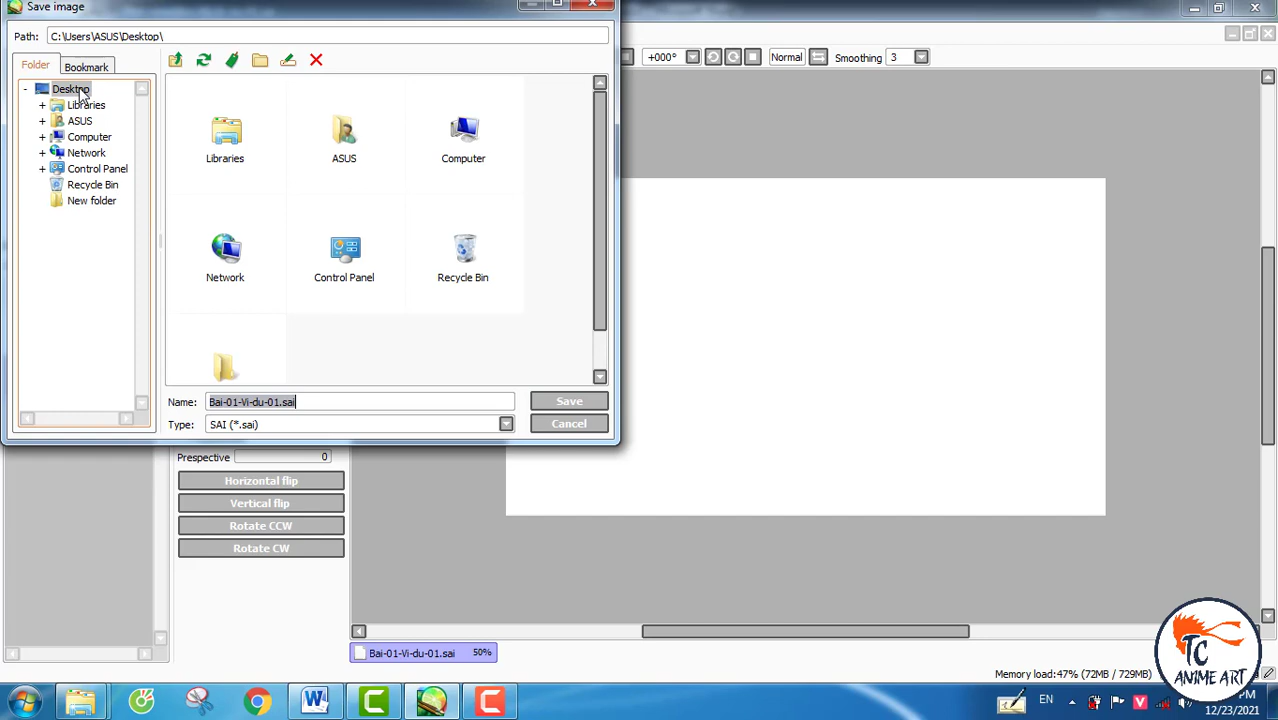 Save image
Path: C:\Users\ASUS\Desktop\
Folder
Bookmark
+000°
Normal
Smoothing 3
Desktop
Libraries
ASUS
Computer
Network
Control Panel
Recycle Bin
New folder
Libraries
ASUS
Computer
Network
Control Panel
Recycle Bin
Name: Bai-01-Vi-du-01.sai
Save
Type: SAI (*.sai)
Cancel
Prespective 0
Horizontal flip
Vertical flip
Rotate CCW
Rotate CW
Bai-01-Vi-du-01.sai 50%
Memory load: 47% (72MB / 729MB)
TC
ANIME ART
EN
PM
12/23/2021